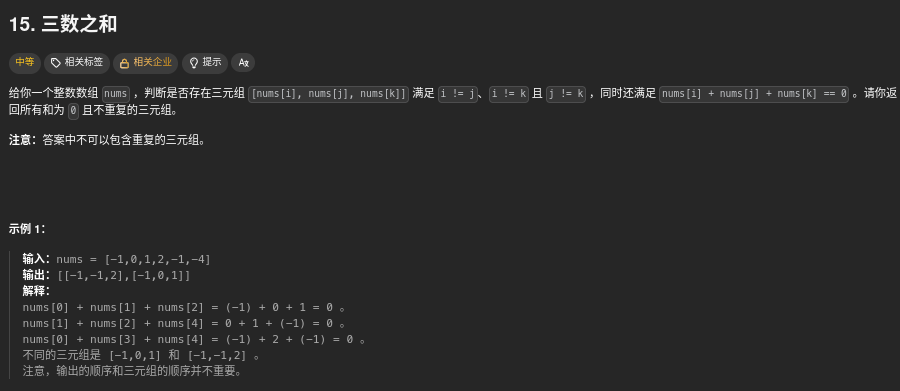 15. 三数之和
中等 相关标签 相关企业 提示 Aあ
给你一个整数数组 nums ，判断是否存在三元组 [nums[i], nums[j], nums[k]] 满足 i != j、i != k 且 j != k ，同时还满足 nums[i] + nums[j] + nums[k] == 0 。请你返
回所有和为 0 且不重复的三元组。
注意：答案中不可以包含重复的三元组。
示例 1：
输入：nums = [-1,0,1,2,-1,-4]
输出：[[-1,-1,2],[-1,0,1]]
解释：
nums[0] + nums[1] + nums[2] = (-1) + 0 + 1 = 0 。
nums[1] + nums[2] + nums[4] = 0 + 1 + (-1) = 0 。
nums[0] + nums[3] + nums[4] = (-1) + 2 + (-1) = 0 。
不同的三元组是 [-1,0,1] 和 [-1,-1,2] 。
注意，输出的顺序和三元组的顺序并不重要。